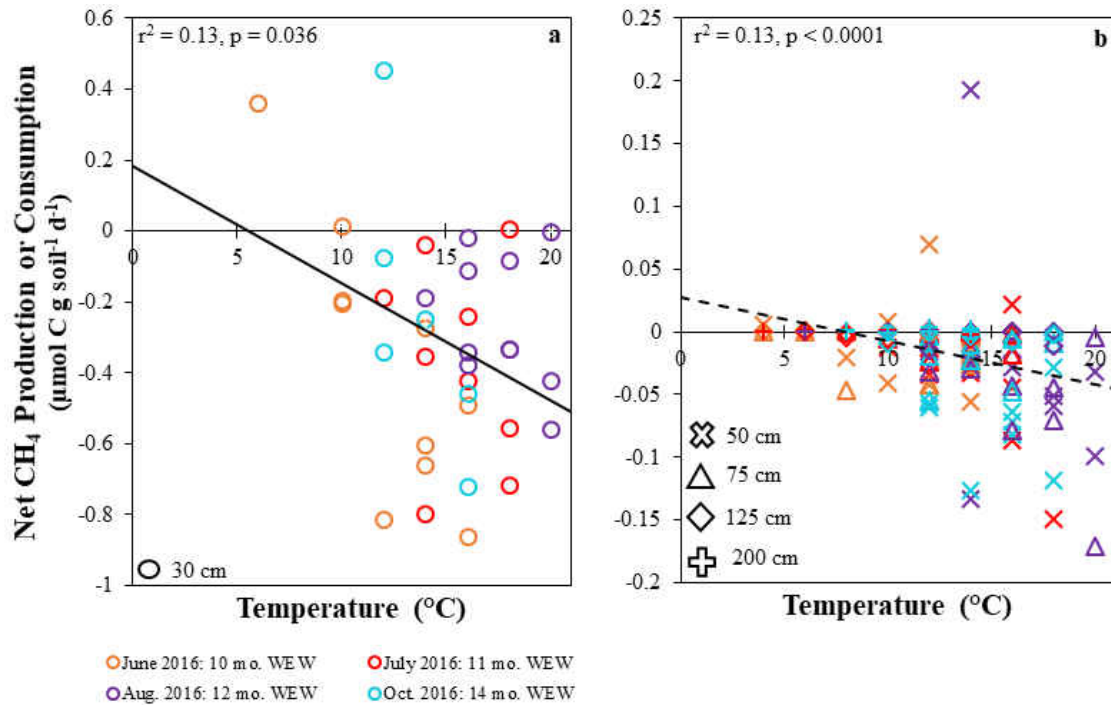 r² = 0.13, p = 0.036
a
0.6
0.4
0.2
0
-0.2
-0.4
-0.6
-0.8
-1
0 5 10 15 20
30 cm
Temperature (°C)
Net CH₄ Production or Consumption
(µmol C g soil⁻¹ d⁻¹)
r² = 0.13, p < 0.0001
b
0.25
0.2
0.15
0.1
0.05
0
-0.05
-0.1
-0.15
-0.2
0 5 10 15 20
50 cm
75 cm
125 cm
200 cm
Temperature (°C)
June 2016: 10 mo. WEW
July 2016: 11 mo. WEW
Aug. 2016: 12 mo. WEW
Oct. 2016: 14 mo. WEW